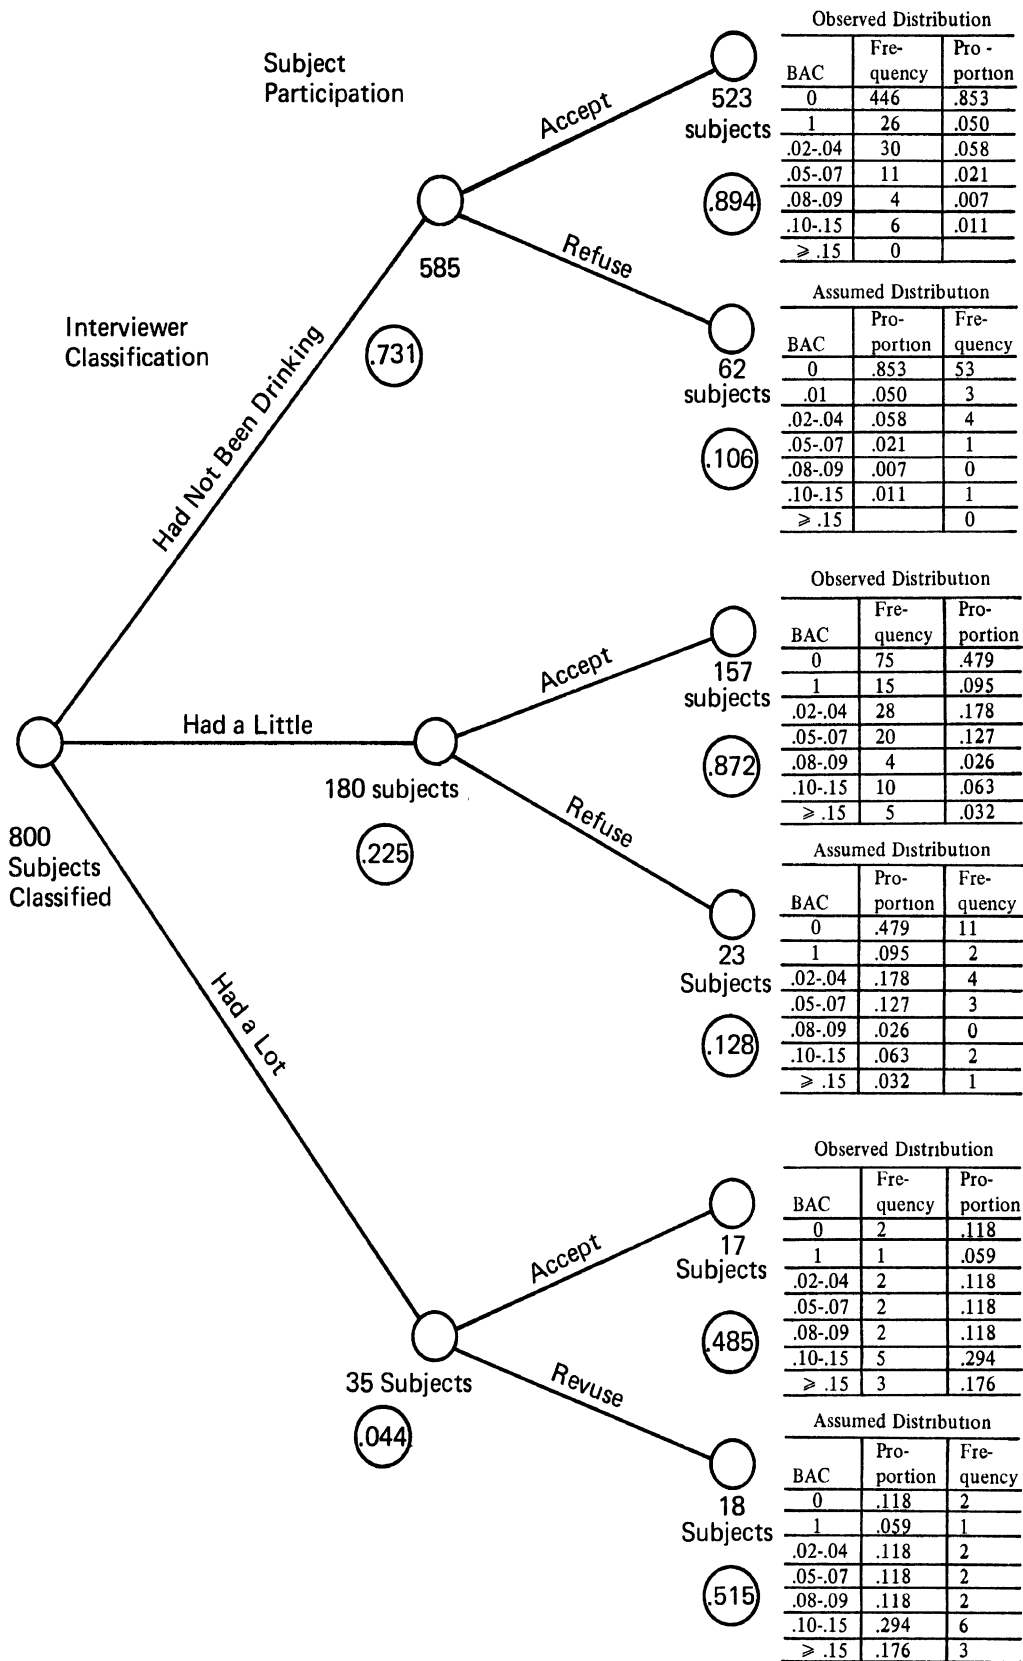 Subject
Participation
Interviewer
Classification
800
Subjects
Classified
Had Not Been Drinking
585
.731
Accept
523
subjects
.894
Observed Distribution
BAC Fre-quency Pro - portion
0 446 .853
1 26 .050
.02-.04 30 .058
.05-.07 11 .021
.08-.09 4 .007
.10-.15 6 .011
⩾ .15 0
Refuse
62
subjects
.106
Assumed Distribution
BAC Pro-portion Fre-quency
0 .853 53
.01 .050 3
.02-.04 .058 4
.05-.07 .021 1
.08-.09 .007 0
.10-.15 .011 1
⩾ .15 0
Had a Little
180 subjects
.225
Accept
157
subjects
.872
Observed Distribution
BAC Fre-quency Pro-portion
0 75 .479
1 15 .095
.02-.04 28 .178
.05-.07 20 .127
.08-.09 4 .026
.10-.15 10 .063
⩾ .15 5 .032
Refuse
23
Subjects
.128
Assumed Distribution
BAC Pro-portion Fre-quency
0 .479 11
1 .095 2
.02-.04 .178 4
.05-.07 .127 3
.08-.09 .026 0
.10-.15 .063 2
⩾ .15 .032 1
Had a Lot
35 Subjects
.044
Accept
17
Subjects
.485
Observed Distribution
BAC Fre-quency Pro-portion
0 2 .118
1 1 .059
.02-.04 2 .118
.05-.07 2 .118
.08-.09 2 .118
.10-.15 5 .294
⩾ .15 3 .176
Revuse
18
Subjects
.515
Assumed Distribution
BAC Pro-portion Fre-quency
0 .118 2
1 .059 1
.02-.04 .118 2
.05-.07 .118 2
.08-.09 .118 2
.10-.15 .294 6
⩾ .15 .176 3